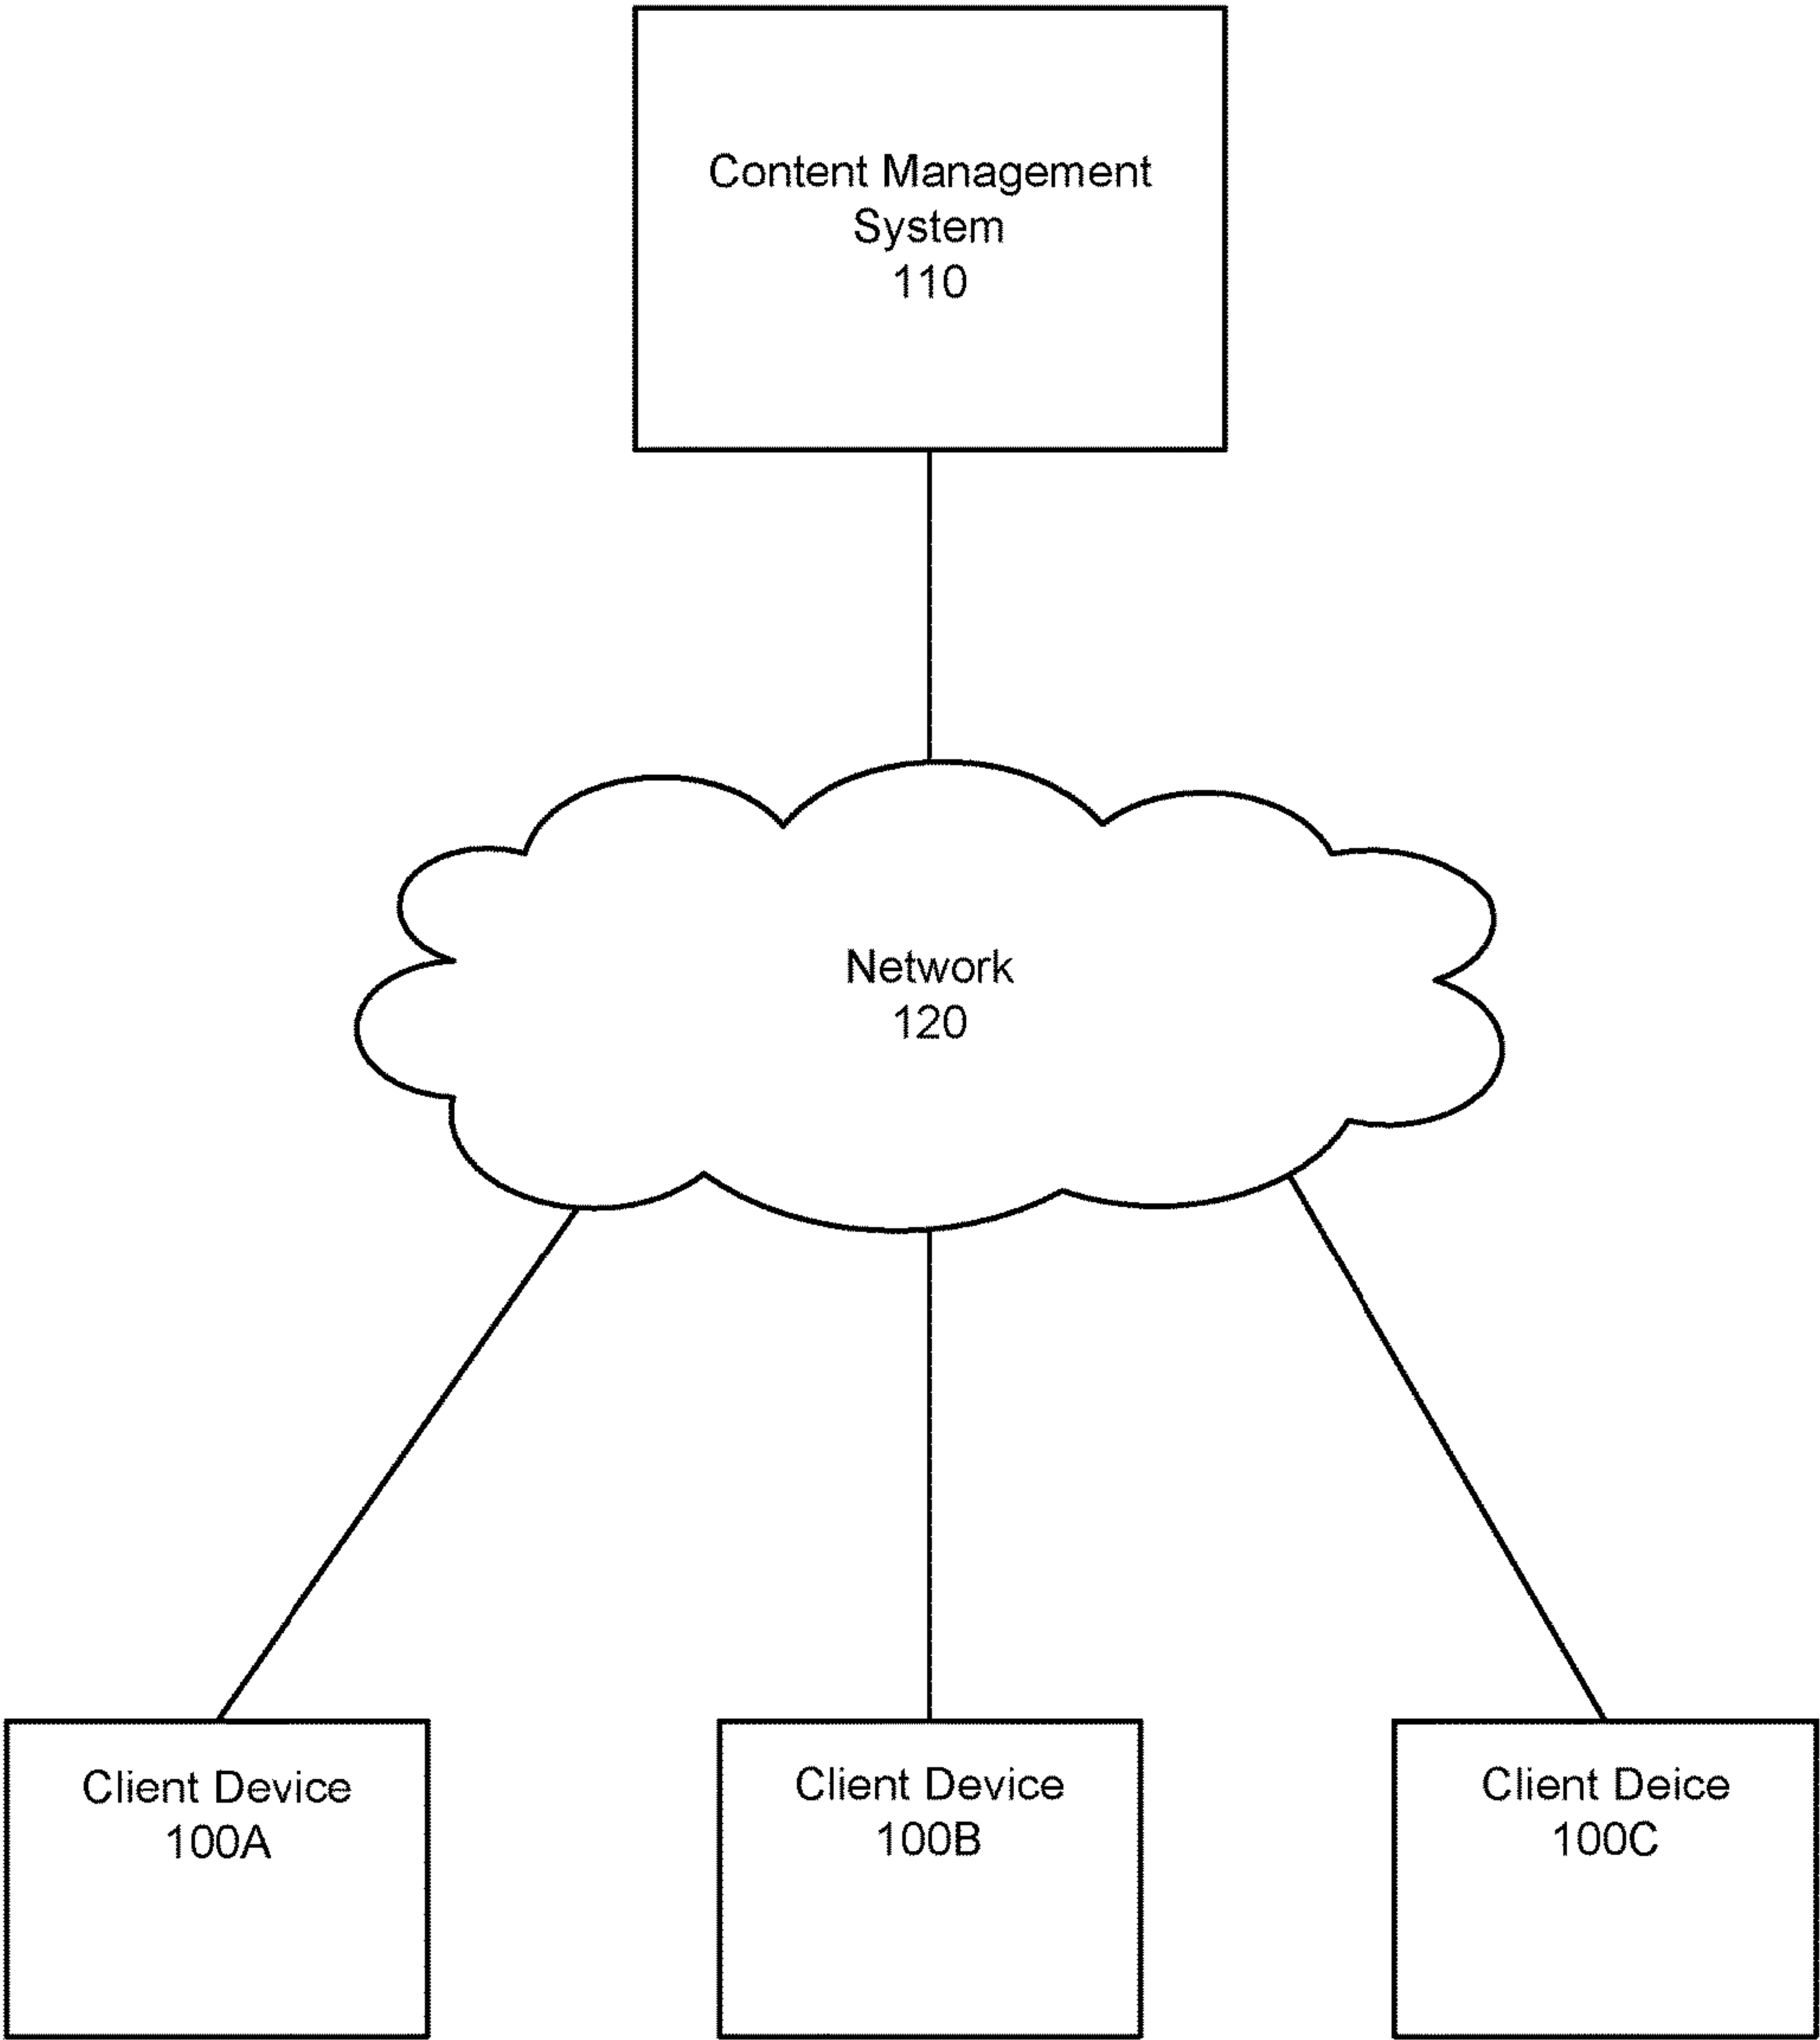 Content Management
System
110
Network
120
Client Device
100A
Client Device
100B
Client Deice
100C